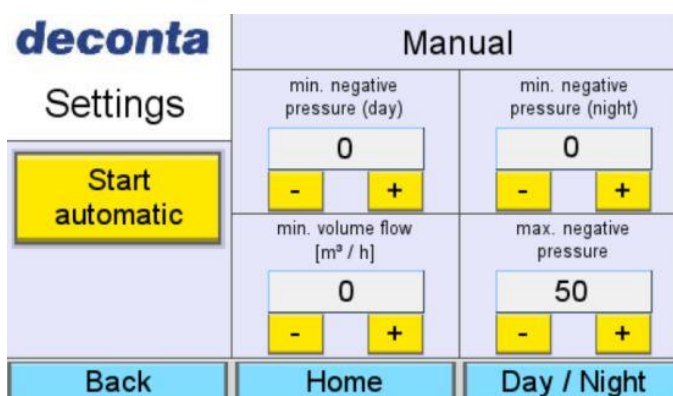 deconta
Manual
Settings
Start
automatic
min. negative
pressure (day)
0
- +
min. negative
pressure (night)
0
- +
min. volume flow
[m³ / h]
0
- +
max. negative
pressure
50
- +
Back
Home
Day / Night